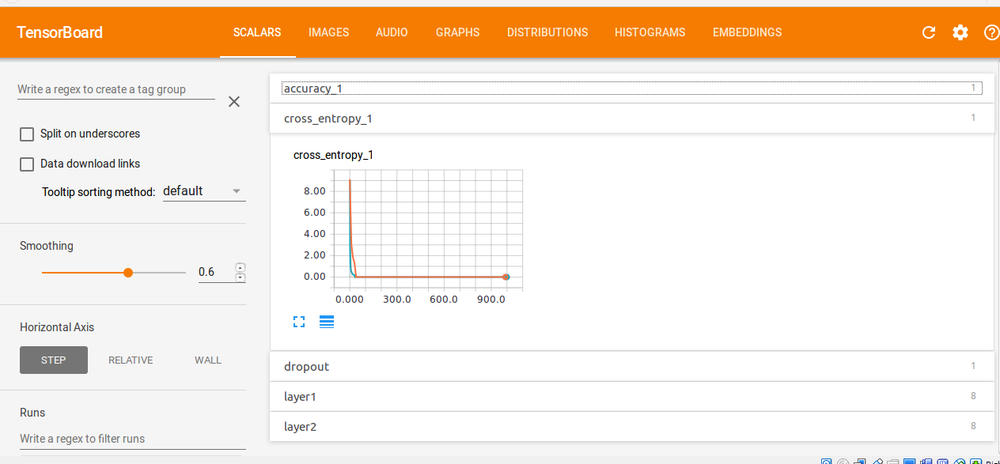 TensorBoard SCALARS IMAGES AUDIO GRAPHS DISTRIBUTIONS HISTOGRAMS EMBEDDINGS
Write a regex to create a tag group
Split on underscores
Data download links
Tooltip sorting method: default
Smoothing
0.6
Horizontal Axis
STEP RELATIVE WALL
Runs
Write a regex to filter runs
accuracy_1 1
cross_entropy_1 1
cross_entropy_1
8.00
6.00
4.00
2.00
0.00
0.000 300.0 600.0 900.0
dropout 1
layer1 8
layer2 8